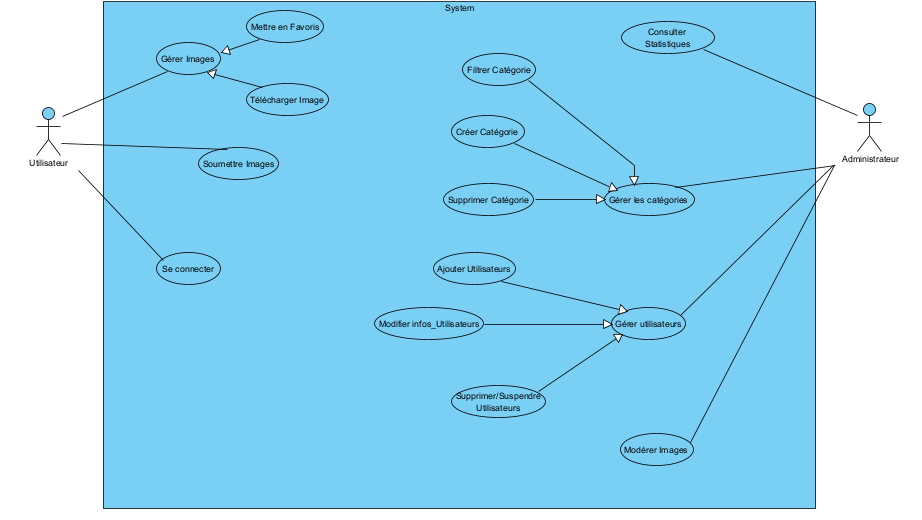 System
Mettre en Favoris
Consulter
Statistiques
Gérer Images
Filtrer Catégorie
Télécharger Image
Créer Catégorie
Utilisateur
Administrateur
Soumettre Images
Supprimer Catégorie
Gérer les catégories
Se connecter
Ajouter Utilisateurs
Modifier infos_Utilisateurs
Gérer utilisateurs
Supprimer/Suspendre
Utilisateurs
Modérer Images